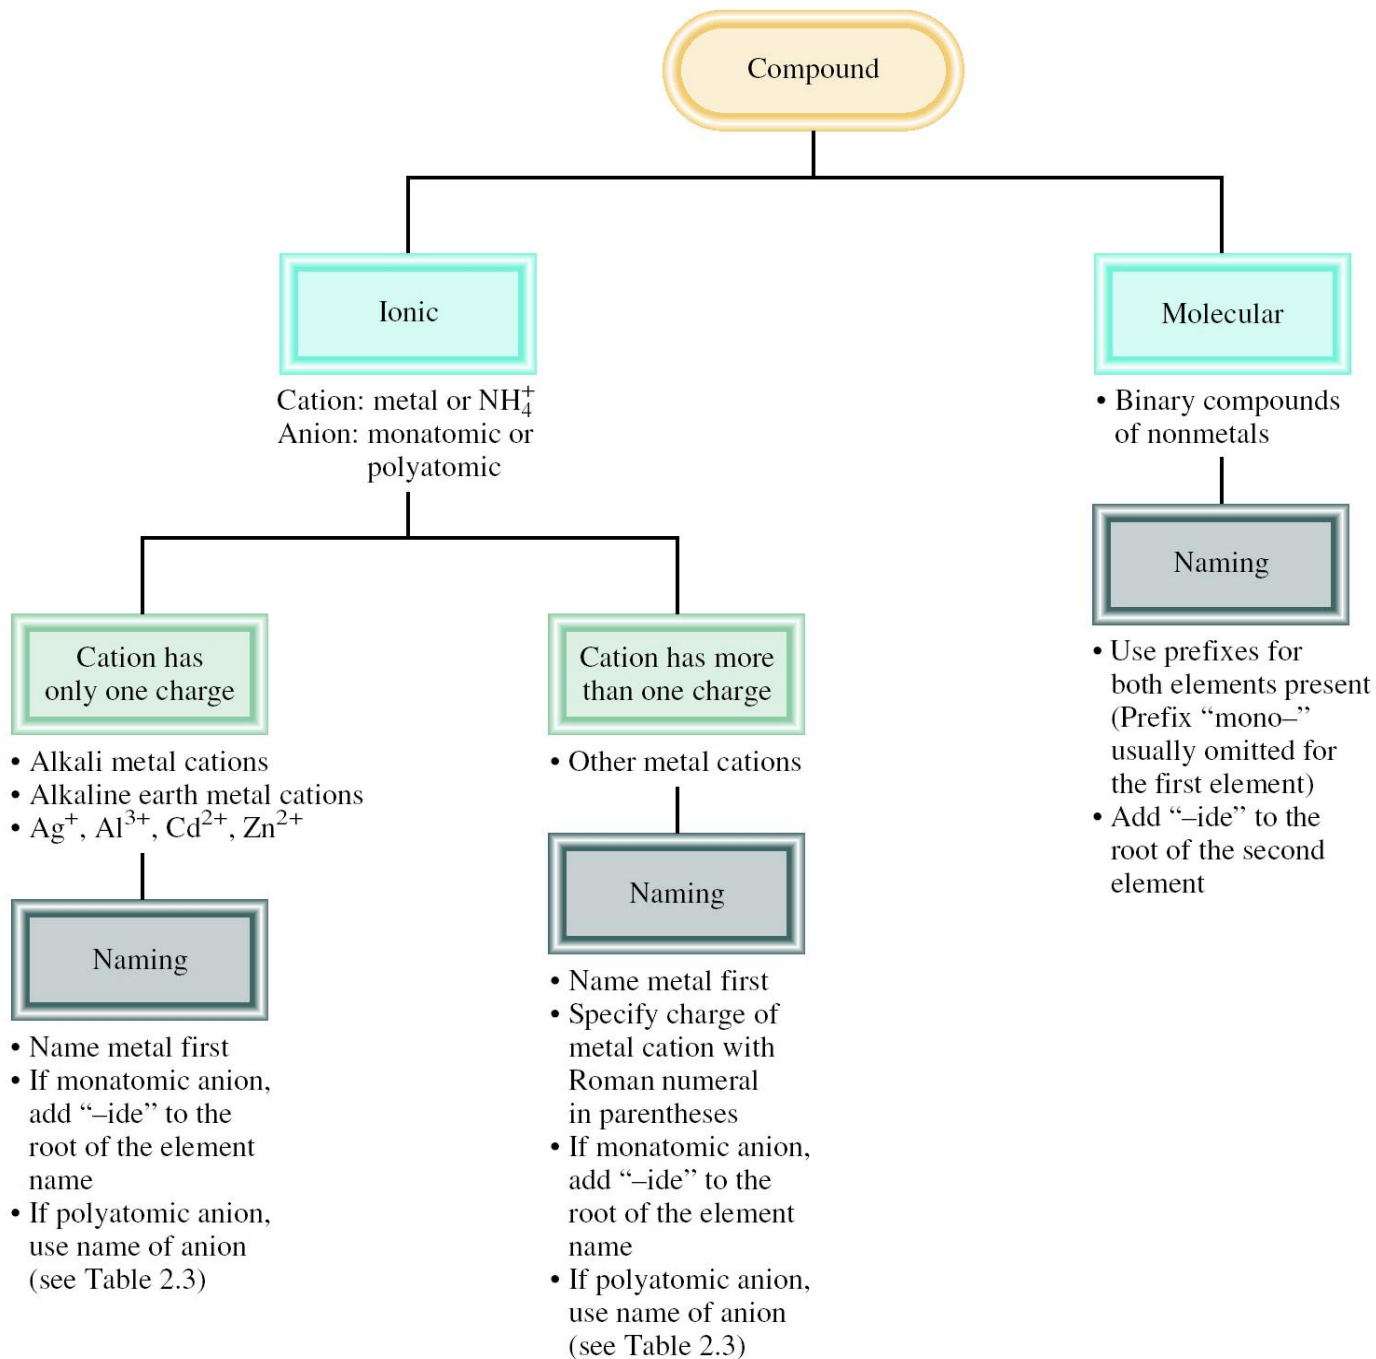 Compound
Ionic
Cation: metal or NH₄⁺
Anion: monatomic or
polyatomic
Cation has
only one charge
• Alkali metal cations
• Alkaline earth metal cations
• Ag⁺, Al³⁺, Cd²⁺, Zn²⁺
Naming
• Name metal first
• If monatomic anion,
add “–ide” to the
root of the element
name
• If polyatomic anion,
use name of anion
(see Table 2.3)
Cation has more
than one charge
• Other metal cations
Naming
• Name metal first
• Specify charge of
metal cation with
Roman numeral
in parentheses
• If monatomic anion,
add “–ide” to the
root of the element
name
• If polyatomic anion,
use name of anion
(see Table 2.3)
Molecular
• Binary compounds
of nonmetals
Naming
• Use prefixes for
both elements present
(Prefix “mono–”
usually omitted for
the first element)
• Add “–ide” to the
root of the second
element